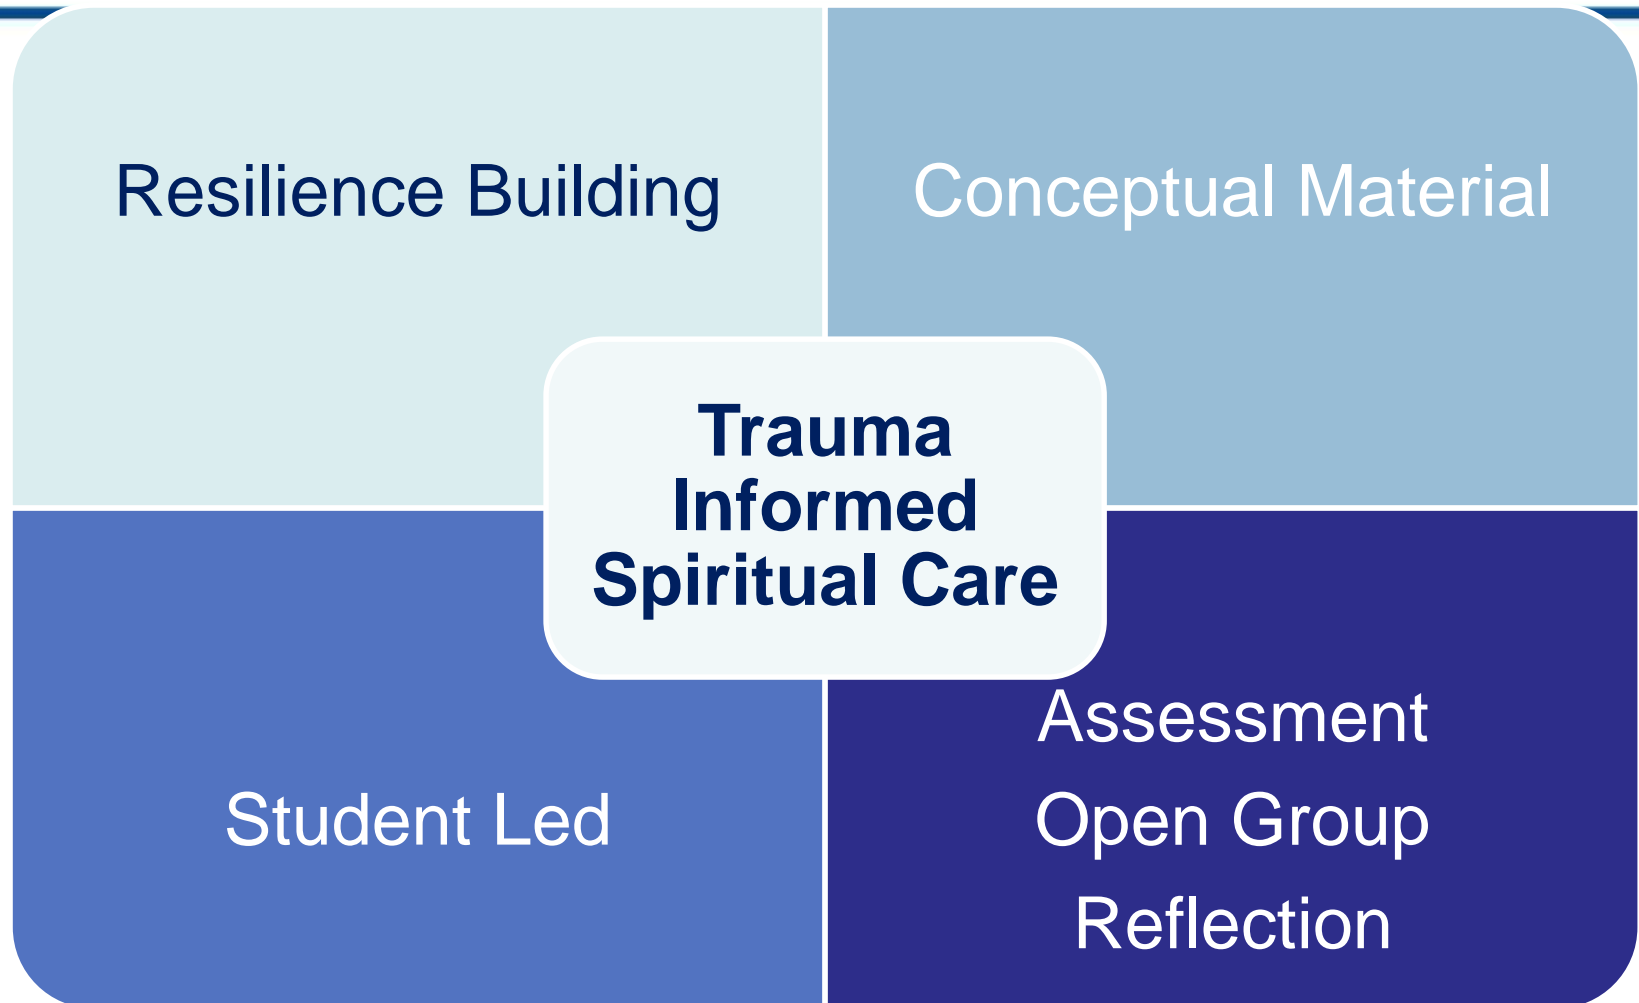 Resilience Building
Conceptual Material
Trauma
Informed
Spiritual Care
Student Led
Assessment
Open Group
Reflection